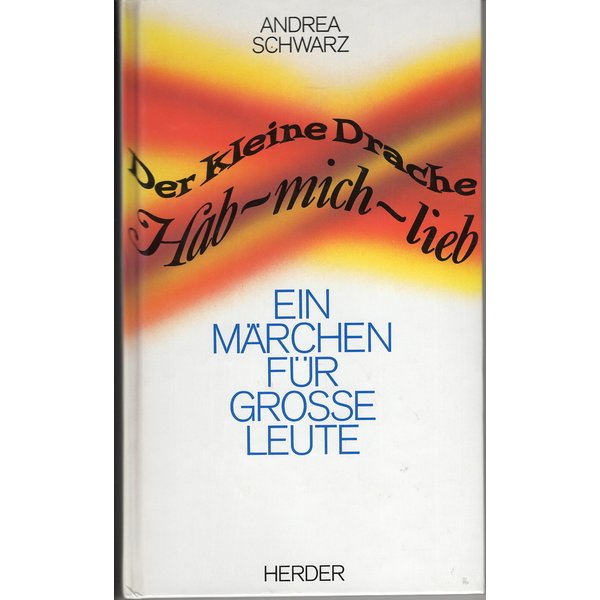 ANDREA
SCHWARZ
Der kleine Drache
Hab~mich~lieb
EIN
MÄRCHEN
FÜR
GROSSE
LEUTE
HERDER